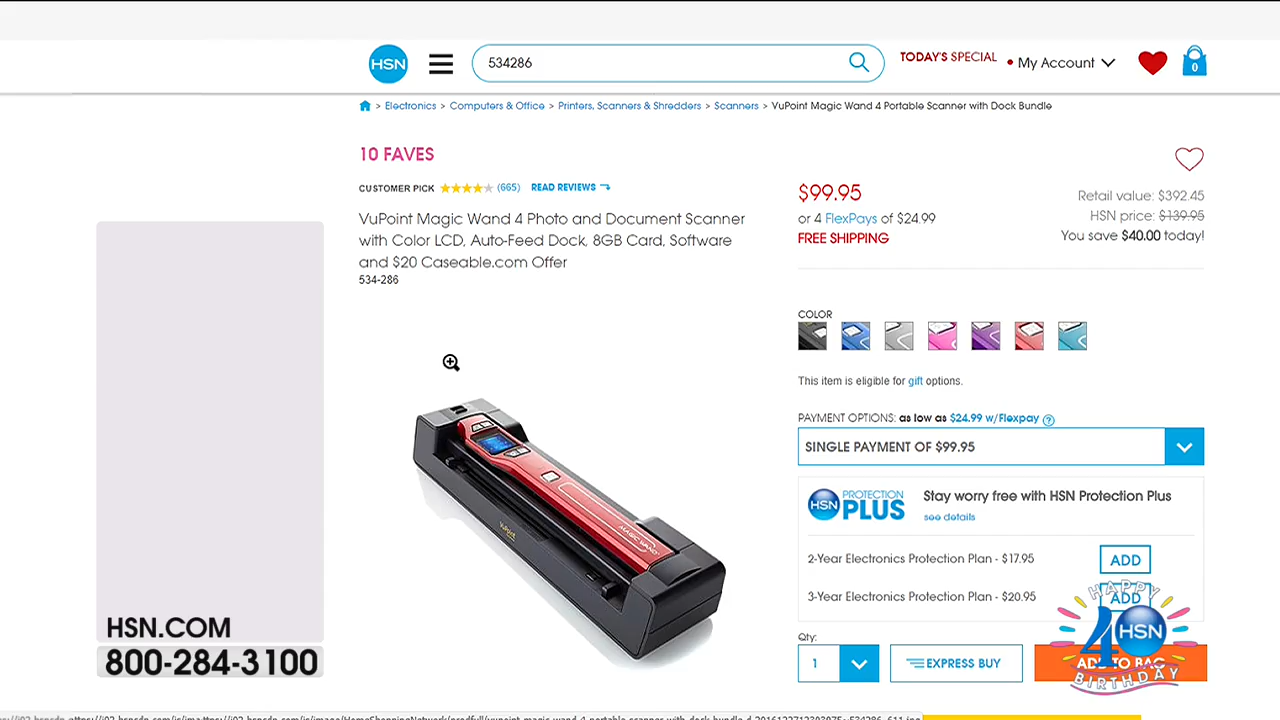 HSN
534286
TODAY'S SPECIAL
• My Account
0
> Electronics > Computers & Office > Printers, Scanners & Shredders > Scanners > VuPoint Magic Wand 4 Portable Scanner with Dock Bundle
10 FAVES
CUSTOMER PICK (665) READ REVIEWS
VuPoint Magic Wand 4 Photo and Document Scanner
with Color LCD, Auto-Feed Dock, 8GB Card, Software
and $20 Caseable.com Offer
534-286
$99.95
or 4 FlexPays of $24.99
FREE SHIPPING
Retail value: $392.45
HSN price: $139.95
You save $40.00 today!
COLOR
This item is eligible for gift options.
PAYMENT OPTIONS: as low as $24.99 w/Flexpay ?
SINGLE PAYMENT OF $99.95
HSN PROTECTION PLUS
Stay worry free with HSN Protection Plus
see details
2-Year Electronics Protection Plan - $17.95
ADD
3-Year Electronics Protection Plan - $20.95
ADD
Qty:
1
EXPRESS BUY
ADD TO BAG
HAPPY
40 HSN
BIRTHDAY
VuPoint
MAGIC WAND
HSN.COM
800-284-3100